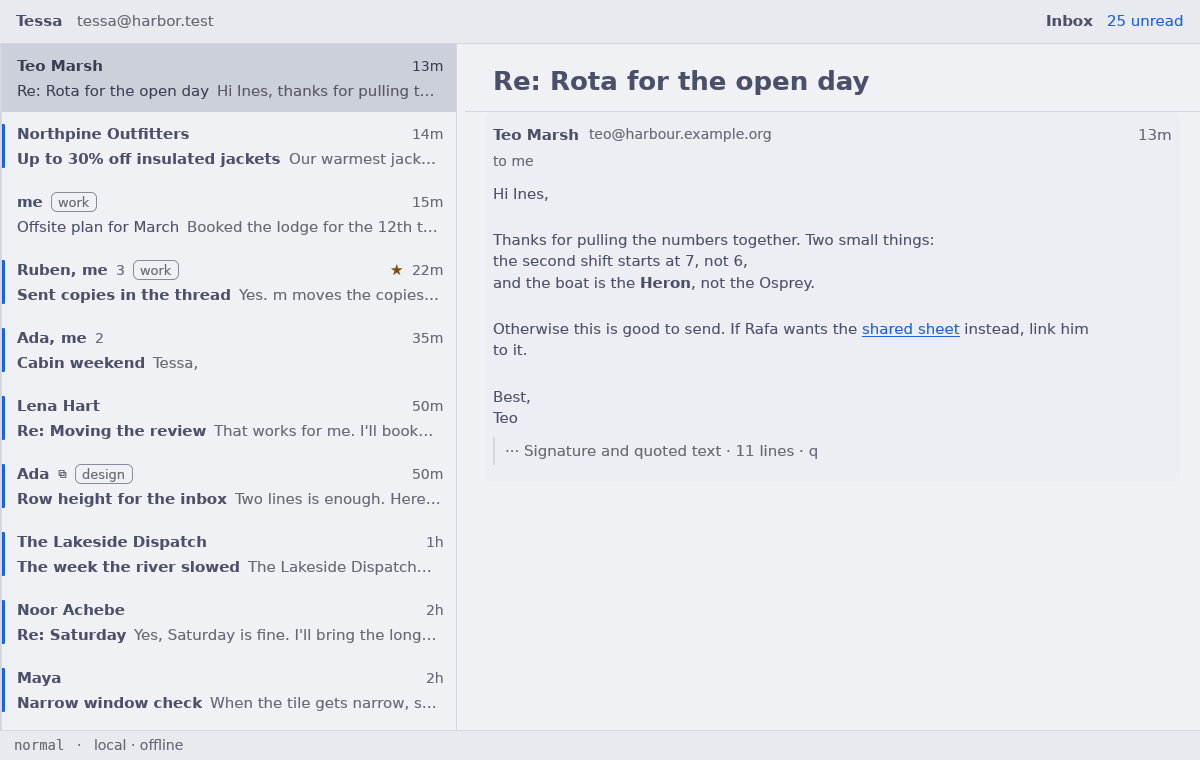 Tessa tessa@harbor.test Inbox 25 unread
Teo Marsh 13m
Re: Rota for the open day Hi Ines, thanks for pulling t…
Northpine Outfitters 14m
Up to 30% off insulated jackets Our warmest jack…
me work 15m
Offsite plan for March Booked the lodge for the 12th t…
Ruben, me 3 work ★ 22m
Sent copies in the thread Yes. m moves the copies…
Ada, me 2 35m
Cabin weekend Tessa,
Lena Hart 50m
Re: Moving the review That works for me. I'll book…
Ada ⧉ design 50m
Row height for the inbox Two lines is enough. Here…
The Lakeside Dispatch 1h
The week the river slowed The Lakeside Dispatch…
Noor Achebe 2h
Re: Saturday Yes, Saturday is fine. I'll bring the long…
Maya 2h
Narrow window check When the tile gets narrow, s…
Re: Rota for the open day
Teo Marsh teo@harbour.example.org 13m
to me
Hi Ines,
Thanks for pulling the numbers together. Two small things:
the second shift starts at 7, not 6,
and the boat is the Heron, not the Osprey.
Otherwise this is good to send. If Rafa wants the shared sheet instead, link him
to it.
Best,
Teo
··· Signature and quoted text · 11 lines · q
normal · local · offline